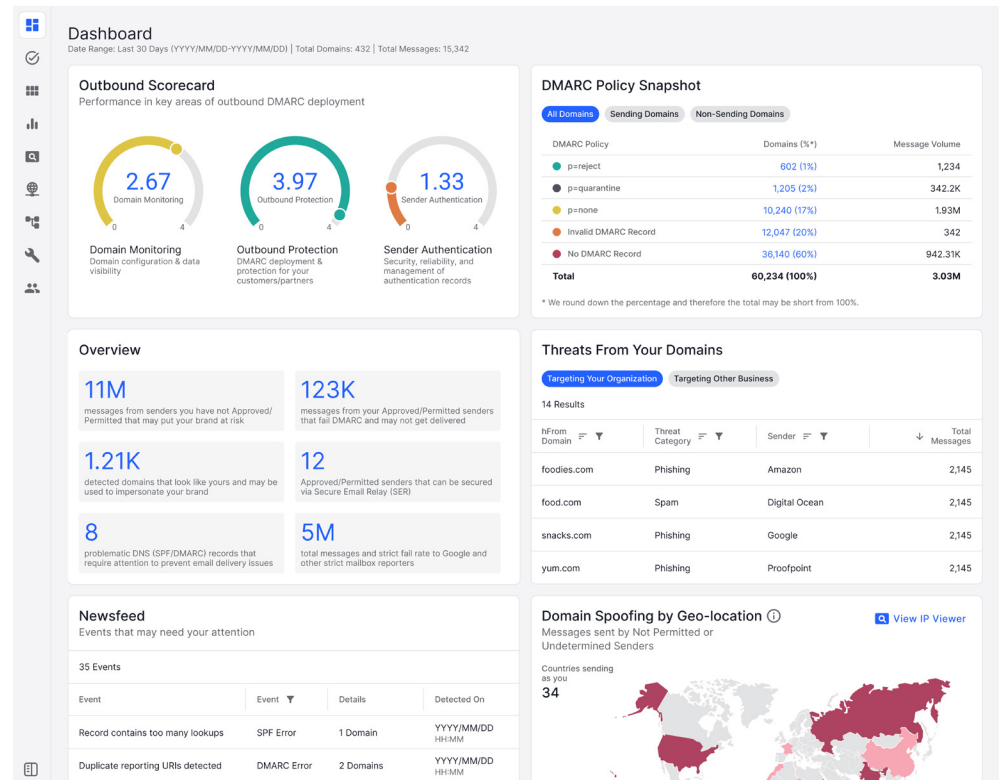 Dashboard
Date Range: Last 30 Days (YYYY/MM/DD-YYYY/MM/DD) | Total Domains: 432 | Total Messages: 15,342
Outbound Scorecard
Performance in key areas of outbound DMARC deployment
2.67
Domain Monitoring
0 4
Domain Monitoring
Domain configuration & data
visibility
3.97
Outbound Protection
0 4
Outbound Protection
DMARC deployment &
protection for your
customers/partners
1.33
Sender Authentication
0 4
Sender Authentication
Security, reliability, and
management of
authentication records
DMARC Policy Snapshot
All Domains Sending Domains Non-Sending Domains
DMARC Policy Domains (%*) Message Volume
p=reject 602 (1%) 1,234
p=quarantine 1,205 (2%) 342.2K
p=none 10,240 (17%) 1.93M
Invalid DMARC Record 12,047 (20%) 342
No DMARC Record 36,140 (60%) 942.31K
Total 60,234 (100%) 3.03M
* We round down the percentage and therefore the total may be short from 100%.
Overview
11M
messages from senders you have not Approved/
Permitted that may put your brand at risk
123K
messages from your Approved/Permitted senders
that fail DMARC and may not get delivered
1.21K
detected domains that look like yours and may be
used to impersonate your brand
12
Approved/Permitted senders that can be secured
via Secure Email Relay (SER)
8
problematic DNS (SPF/DMARC) records that
require attention to prevent email delivery issues
5M
total messages and strict fail rate to Google and
other strict mailbox reporters
Threats From Your Domains
Targeting Your Organization Targeting Other Business
14 Results
hFrom
Domain
Threat
Category
Sender
Total
Messages
foodies.com Phishing Amazon 2,145
food.com Spam Digital Ocean 2,145
snacks.com Phishing Google 2,145
yum.com Phishing Proofpoint 2,145
Newsfeed
Events that may need your attention
35 Events
Event Event Details Detected On
Record contains too many lookups SPF Error 1 Domain YYYY/MM/DD
HH:MM
Duplicate reporting URIs detected DMARC Error 2 Domains YYYY/MM/DD
HH:MM
Domain Spoofing by Geo-location
View IP Viewer
Messages sent by Not Permitted or
Undetermined Senders
Countries sending
as you
34